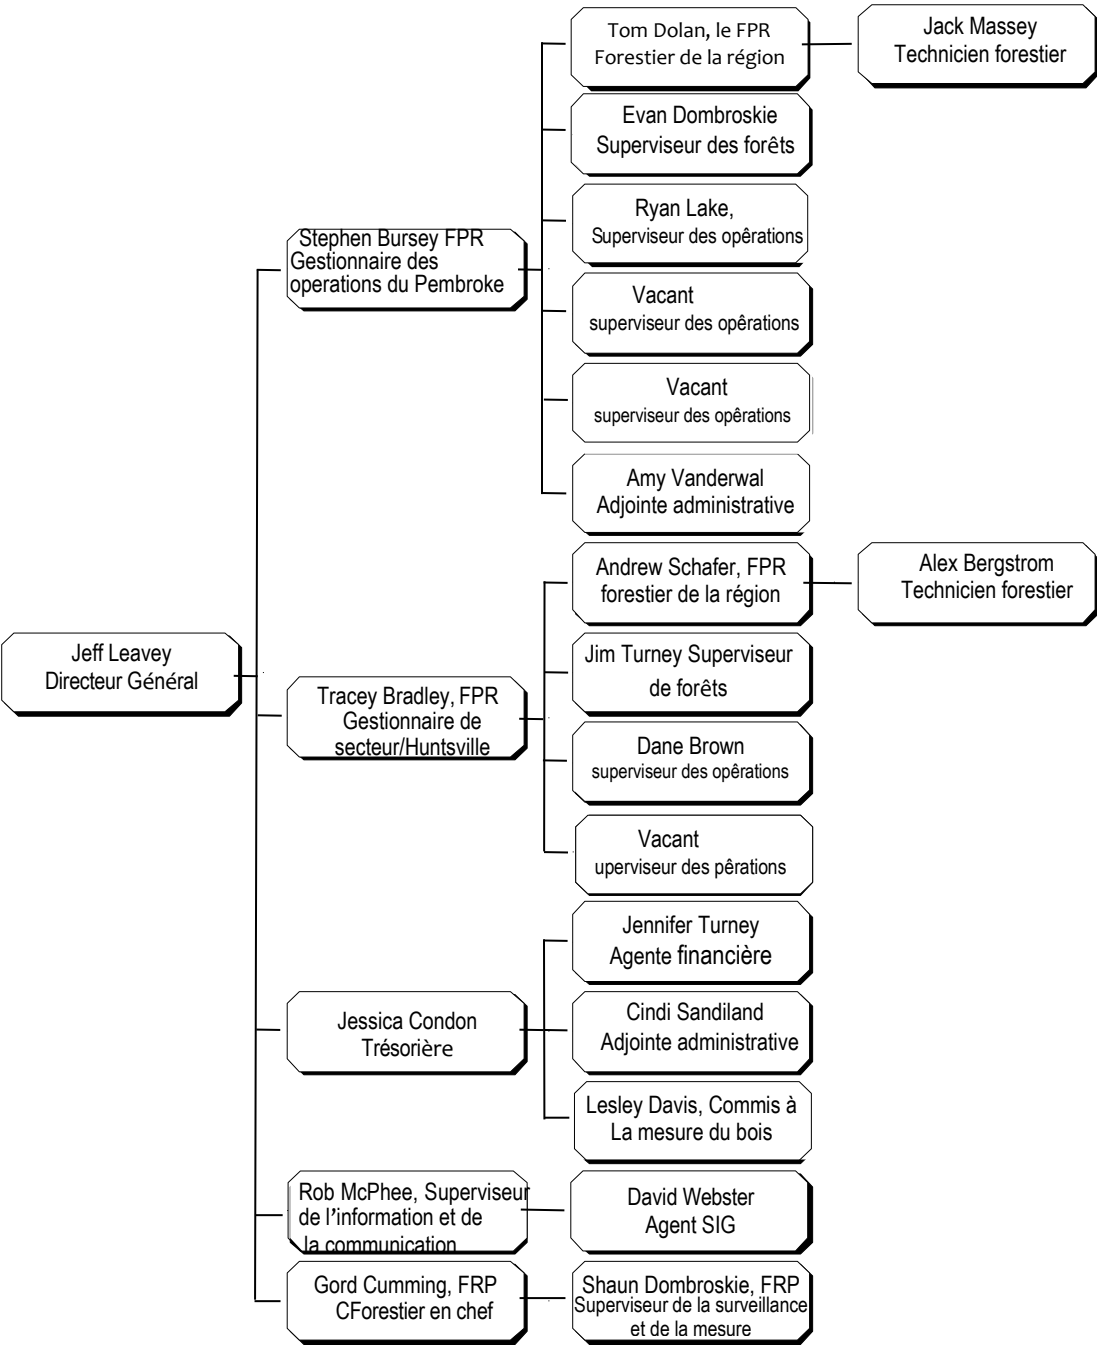 Tom Dolan, le FPR
Forestier de la région
Jack Massey
Technicien forestier
Evan Dombroskie
Superviseur des forêts
Ryan Lake,
Superviseur des opêrations
Stephen Bursey FPR
Gestionnaire des
operations du Pembroke
Vacant
superviseur des opêrations
Vacant
superviseur des opêrations
Amy Vanderwal
Adjointe administrative
Andrew Schafer, FPR
forestier de la région
Alex Bergstrom
Technicien forestier
Jeff Leavey
Directeur Général
Jim Turney Superviseur
de forêts
Tracey Bradley, FPR
Gestionnaire de
secteur/Huntsville
Dane Brown
superviseur des opêrations
Vacant
uperviseur des pêrations
Jennifer Turney
Agente financière
Jessica Condon
Trésorière
Cindi Sandiland
Adjointe administrative
Lesley Davis, Commis à
La mesure du bois
Rob McPhee, Superviseur
de l'information et de
la communication
David Webster
Agent SIG
Gord Cumming, FRP
CForestier en chef
Shaun Dombroskie, FRP
Superviseur de la surveillance
et de la mesure